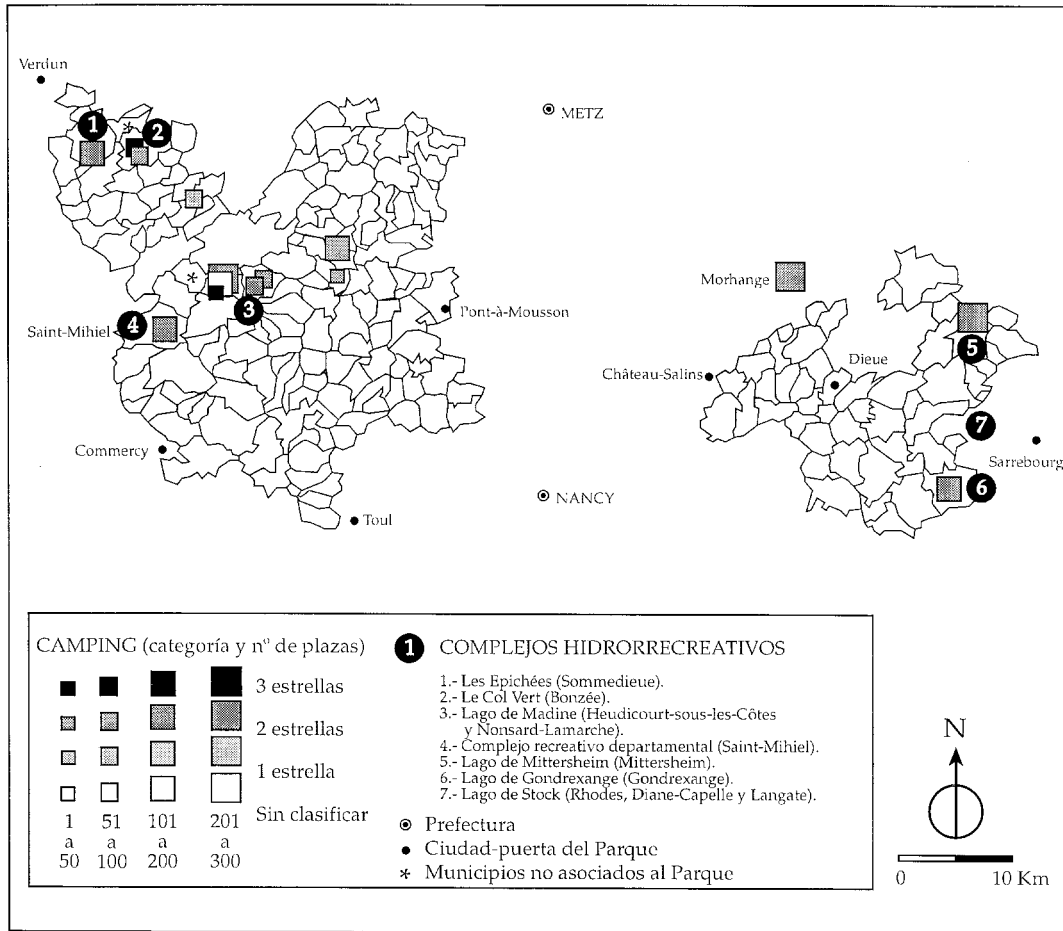 Verdun
METZ
1
2
Morhange
3
Pont-à-Mousson
Saint-Mihiel
4
5
Château-Salins
Dieue
7
Commercy
Sarrebourg
6
NANCY
Toul
CAMPING (categoría y nº de plazas)
3 estrellas
2 estrellas
1 estrella
Sin clasificar
1 51 101 201
a a a a
50 100 200 300
1 COMPLEJOS HIDRORRECREATIVOS
1.- Les Epichées (Sommedieue).
2.- Le Col Vert (Bonzée).
3.- Lago de Madine (Heudicourt-sous-les-Côtes
y Nonsard-Lamarche).
4.- Complejo recreativo departamental (Saint-Mihiel).
5.- Lago de Mittersheim (Mittersheim).
6.- Lago de Gondrexange (Gondrexange).
7.- Lago de Stock (Rhodes, Diane-Capelle y Langate).
Prefectura
Ciudad-puerta del Parque
Municipios no asociados al Parque
N
0 10 Km